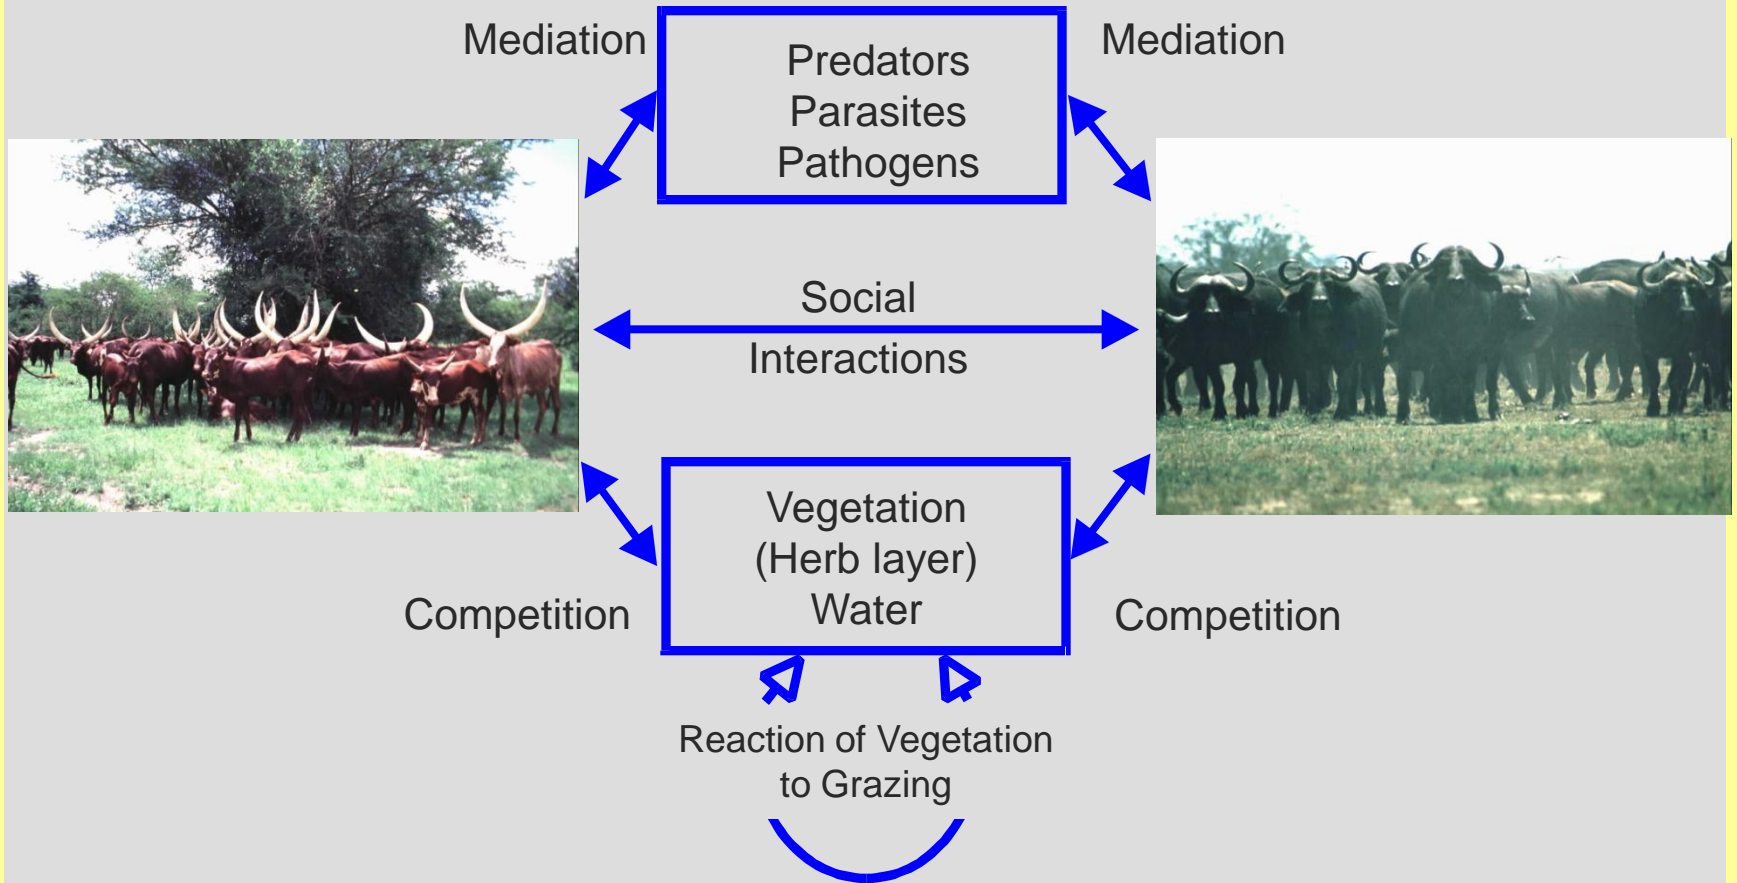 Mediation
Mediation
Predators
Parasites
Pathogens
Social
Interactions
Vegetation
(Herb layer)
Water
Competition
Competition
Reaction of Vegetation
to Grazing